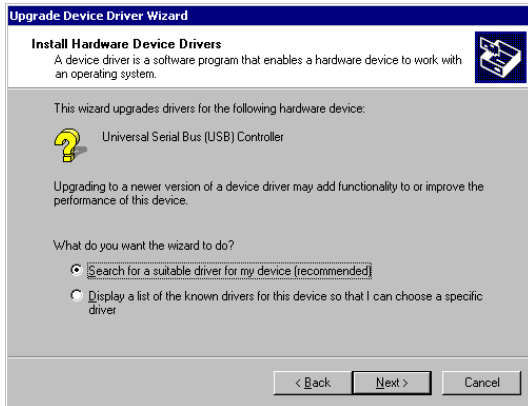 Upgrade Device Driver Wizard
Install Hardware Device Drivers
A device driver is a software program that enables a hardware device to work with
an operating system.
This wizard upgrades drivers for the following hardware device:
Universal Serial Bus (USB) Controller
Upgrading to a newer version of a device driver may add functionality to or improve the
performance of this device.
What do you want the wizard to do?
Search for a suitable driver for my device (recommended)
Display a list of the known drivers for this device so that I can choose a specific
driver
< Back Next > Cancel